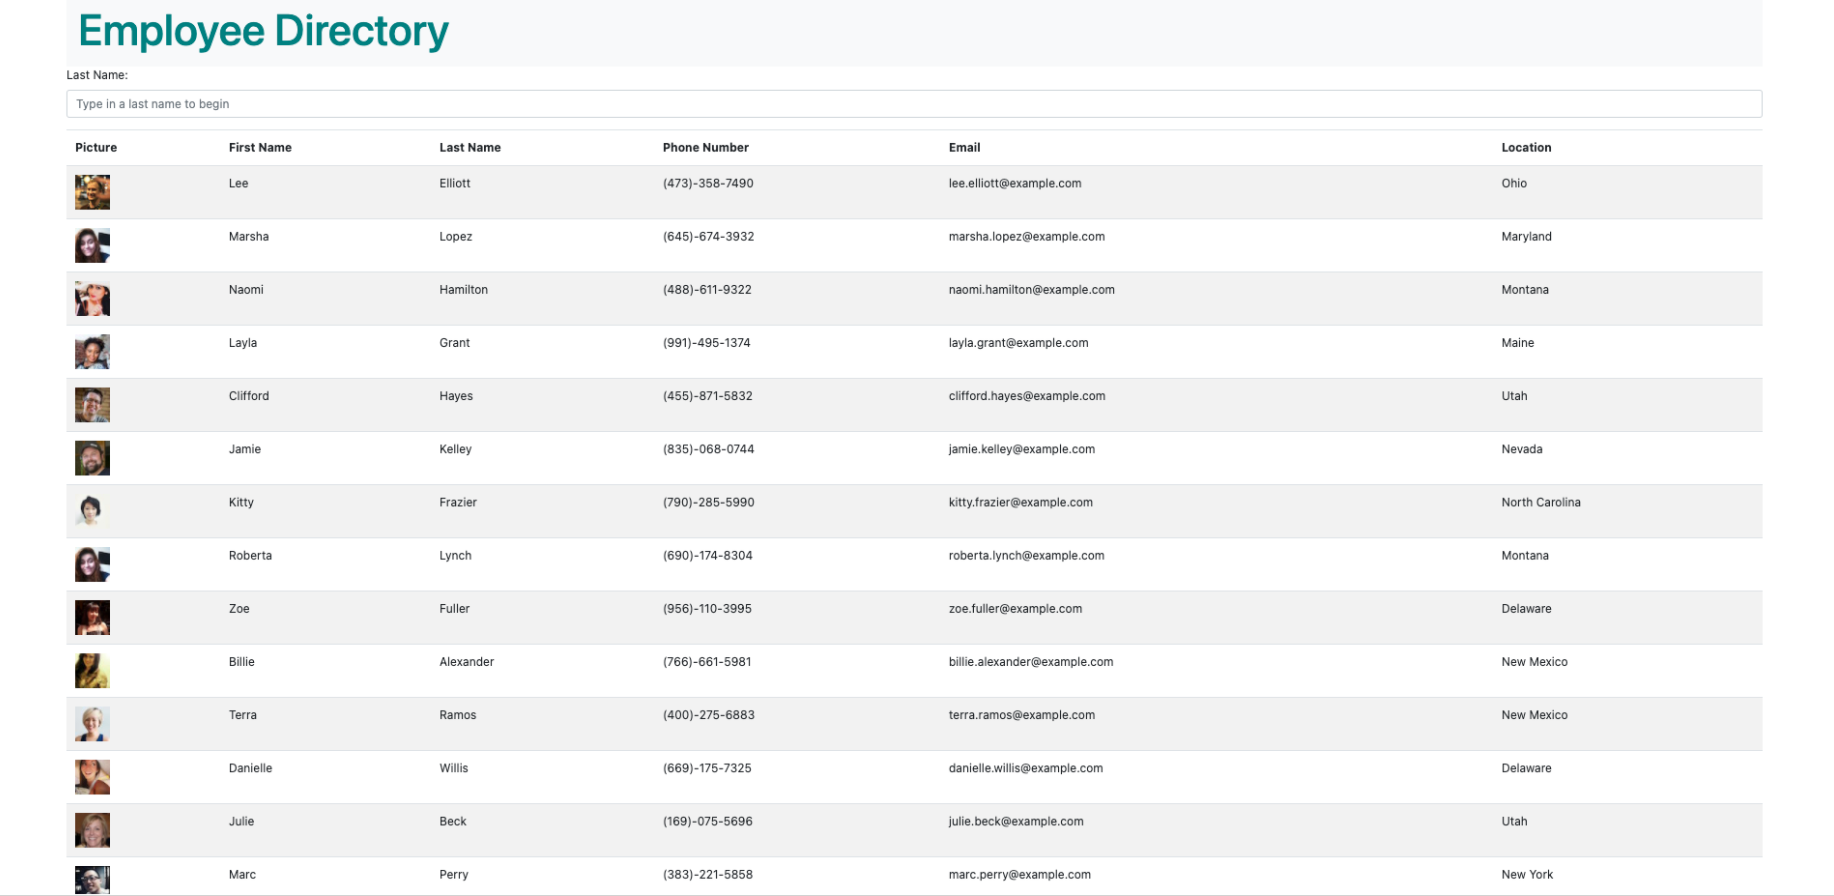 Employee Directory
Last Name:
Type in a last name to begin
Picture First Name Last Name Phone Number Email Location
Lee Elliott (473)-358-7490 lee.elliott@example.com Ohio
Marsha Lopez (645)-674-3932 marsha.lopez@example.com Maryland
Naomi Hamilton (488)-611-9322 naomi.hamilton@example.com Montana
Layla Grant (991)-495-1374 layla.grant@example.com Maine
Clifford Hayes (455)-871-5832 clifford.hayes@example.com Utah
Jamie Kelley (835)-068-0744 jamie.kelley@example.com Nevada
Kitty Frazier (790)-285-5990 kitty.frazier@example.com North Carolina
Roberta Lynch (690)-174-8304 roberta.lynch@example.com Montana
Zoe Fuller (956)-110-3995 zoe.fuller@example.com Delaware
Billie Alexander (766)-661-5981 billie.alexander@example.com New Mexico
Terra Ramos (400)-275-6883 terra.ramos@example.com New Mexico
Danielle Willis (669)-175-7325 danielle.willis@example.com Delaware
Julie Beck (169)-075-5696 julie.beck@example.com Utah
Marc Perry (383)-221-5858 marc.perry@example.com New York